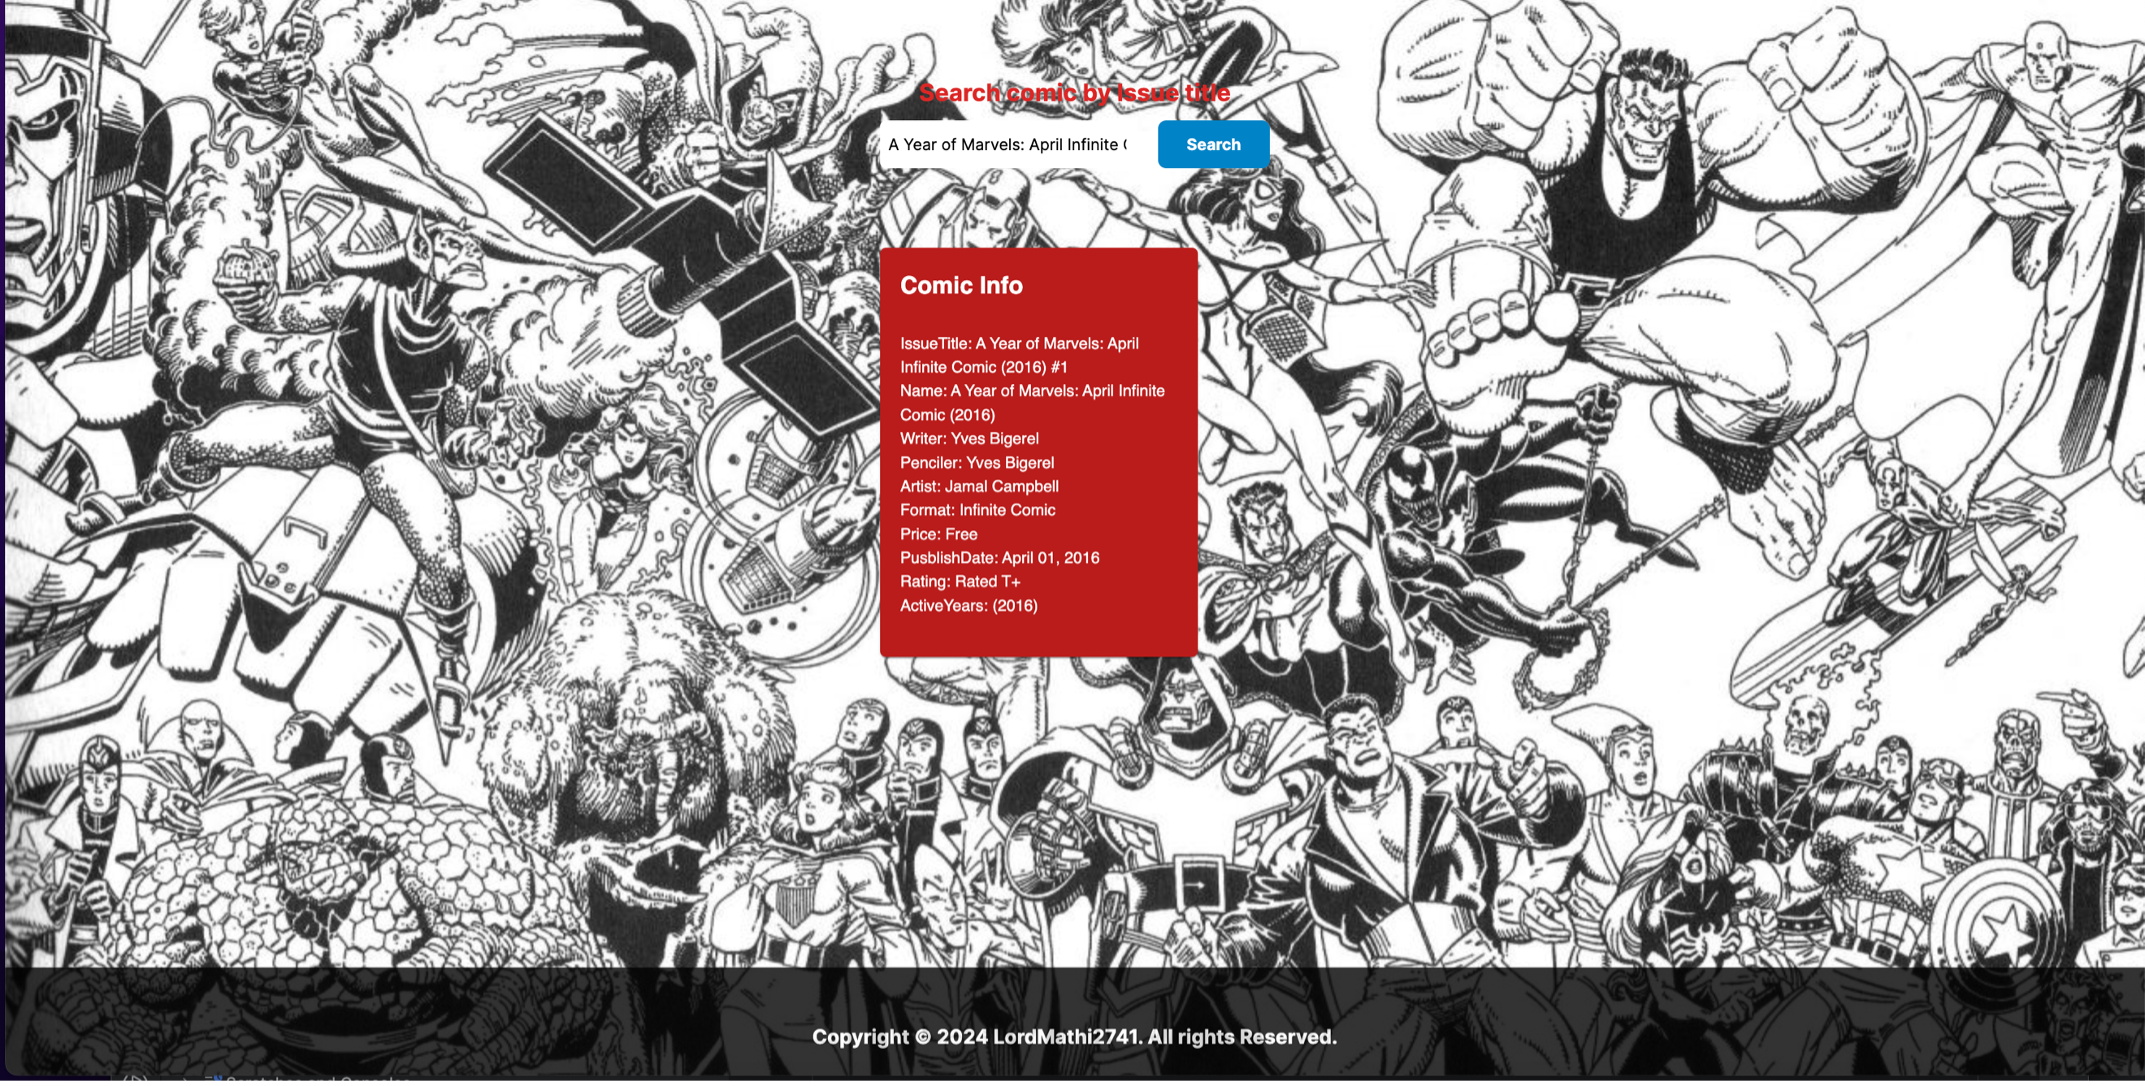 Search comic by Issue title
A Year of Marvels: April Infinite
Search
Comic Info
IssueTitle: A Year of Marvels: April
Infinite Comic (2016) #1
Name: A Year of Marvels: April Infinite
Comic (2016)
Writer: Yves Bigerel
Penciler: Yves Bigerel
Artist: Jamal Campbell
Format: Infinite Comic
Price: Free
PusblishDate: April 01, 2016
Rating: Rated T+
ActiveYears: (2016)
Copyright © 2024 LordMathi2741. All rights Reserved.